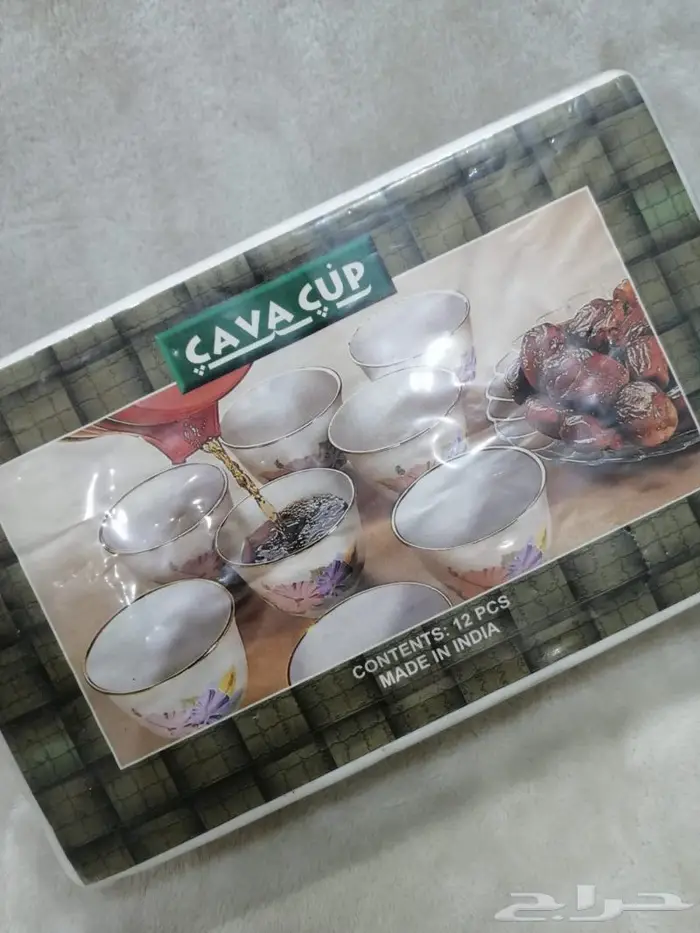 CAVA CUP
CONTENTS: 12 PCS
MADE IN INDIA
حراج